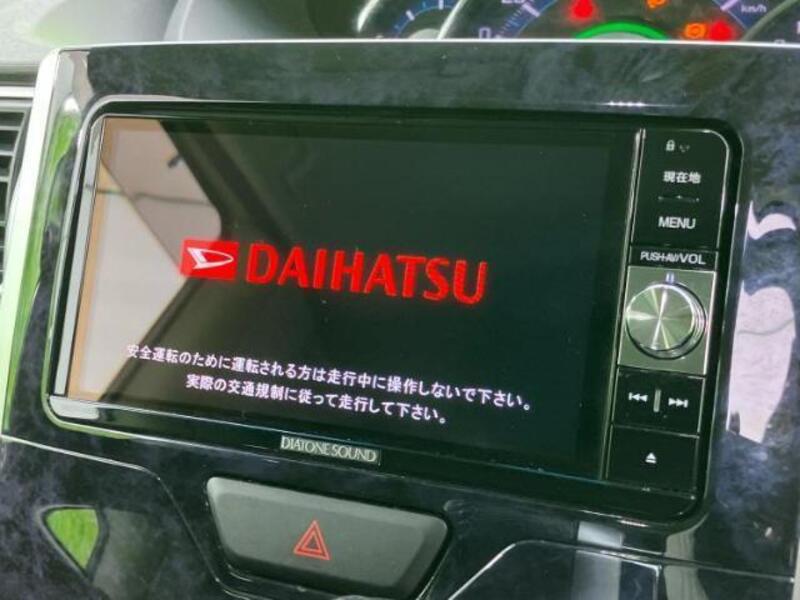 km/h
現在地
MENU
PUSH-AV/VOL
DAIHATSU
安全運転のために運転される方は走行中に操作しないで下さい。
実際の交通規制に従って走行して下さい。
DIATONE SOUND